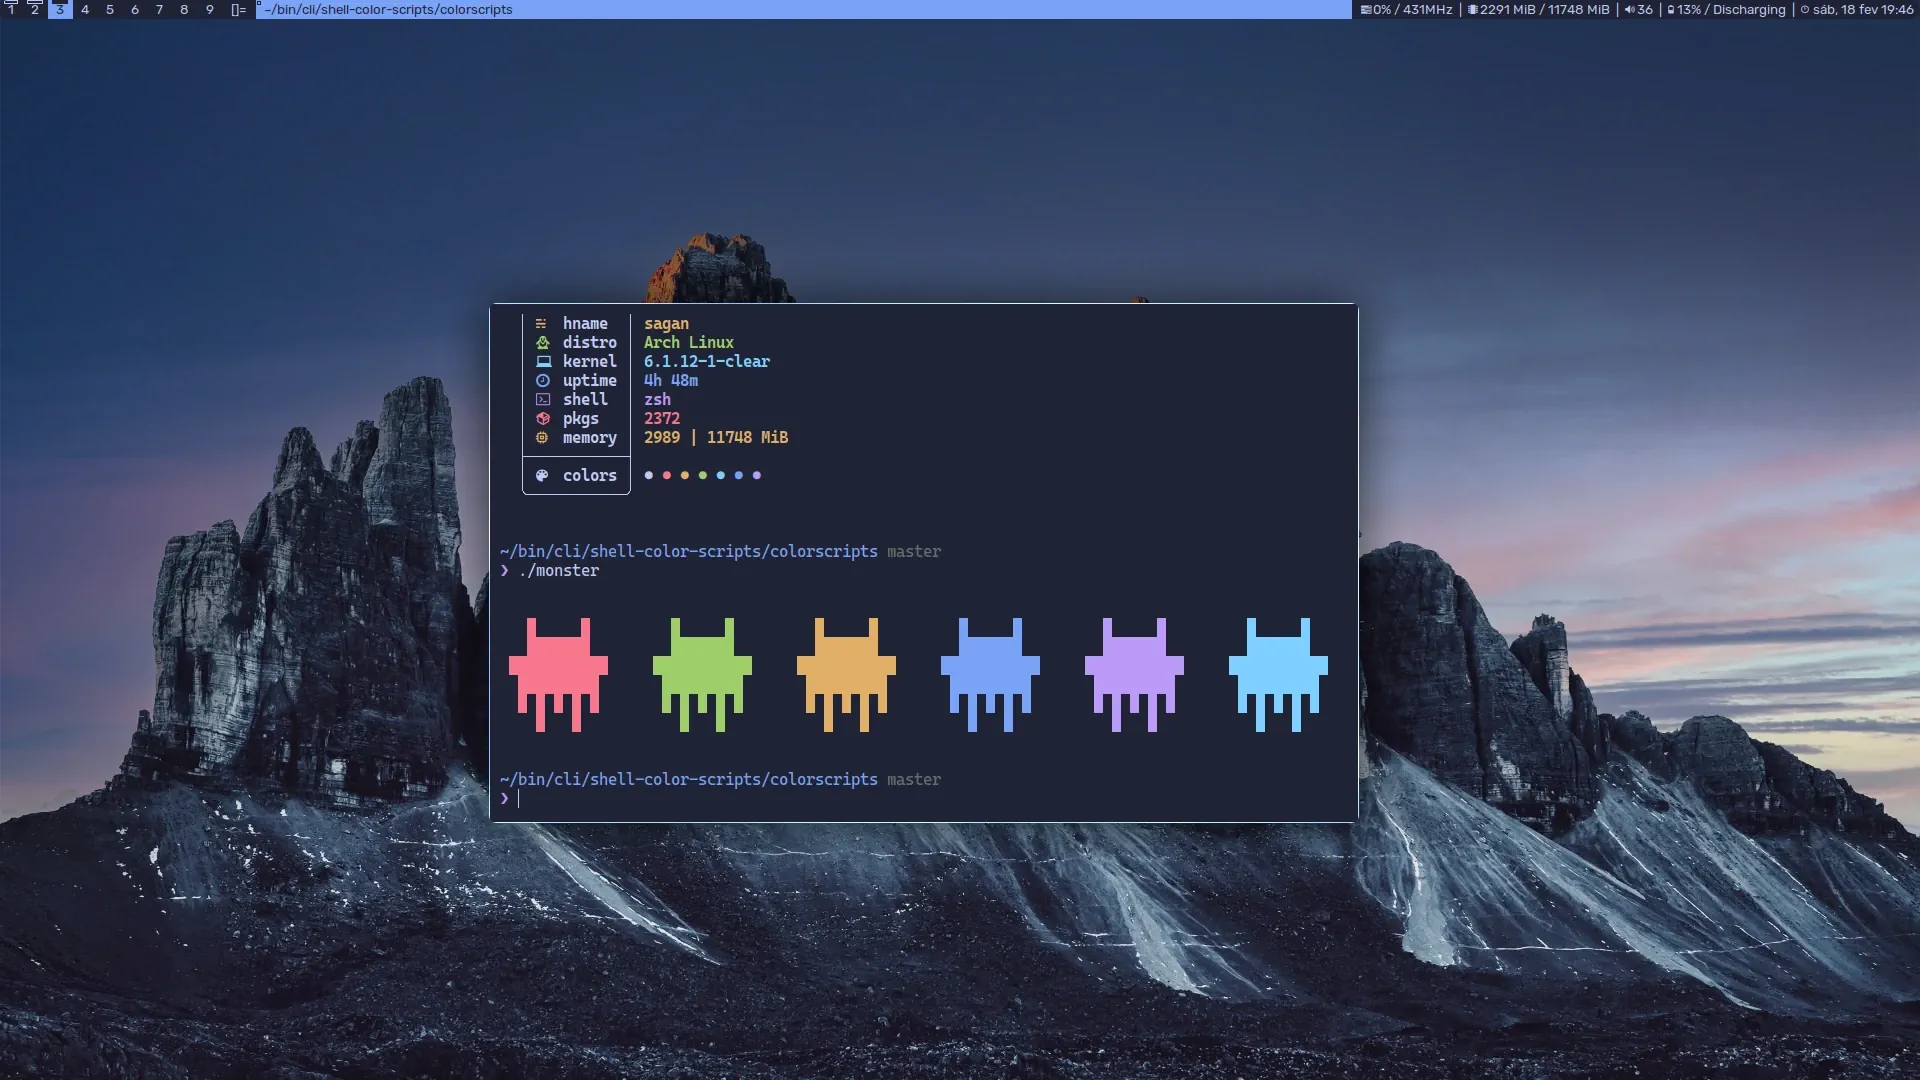 1 2 3 4 5 6 7 8 9 []= ~/bin/cli/shell-color-scripts/colorscripts 0% / 431MHz | 2291 MiB / 11748 MiB | 36 | 13% / Discharging | sáb, 18 fev 19:46
hname sagan
distro Arch Linux
kernel 6.1.12-1-clear
uptime 4h 48m
shell zsh
pkgs 2372
memory 2989 | 11748 MiB
colors
~/bin/cli/shell-color-scripts/colorscripts master
❯ ./monster
~/bin/cli/shell-color-scripts/colorscripts master
❯